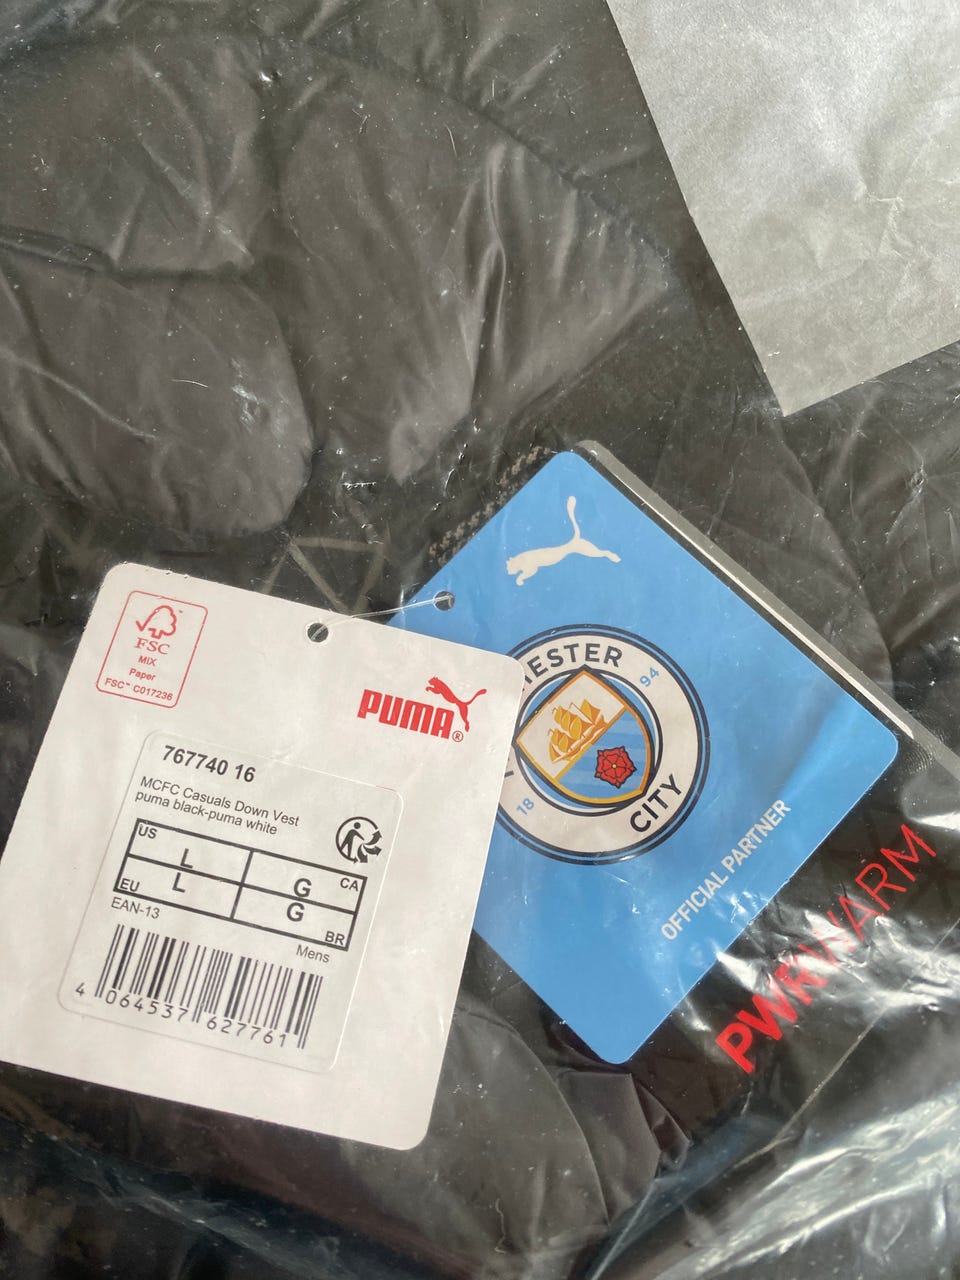 FSC™
MIX
Paper
FSC™ C017236
PUMA®
767740 16
MCFC Casuals Down Vest
puma black-puma white
US
L
G
CA
EU
L
G
BR
EAN-13
Mens
4 064537 627761
ESTER
18
94
CITY
OFFICIAL PARTNER
PWRWARM